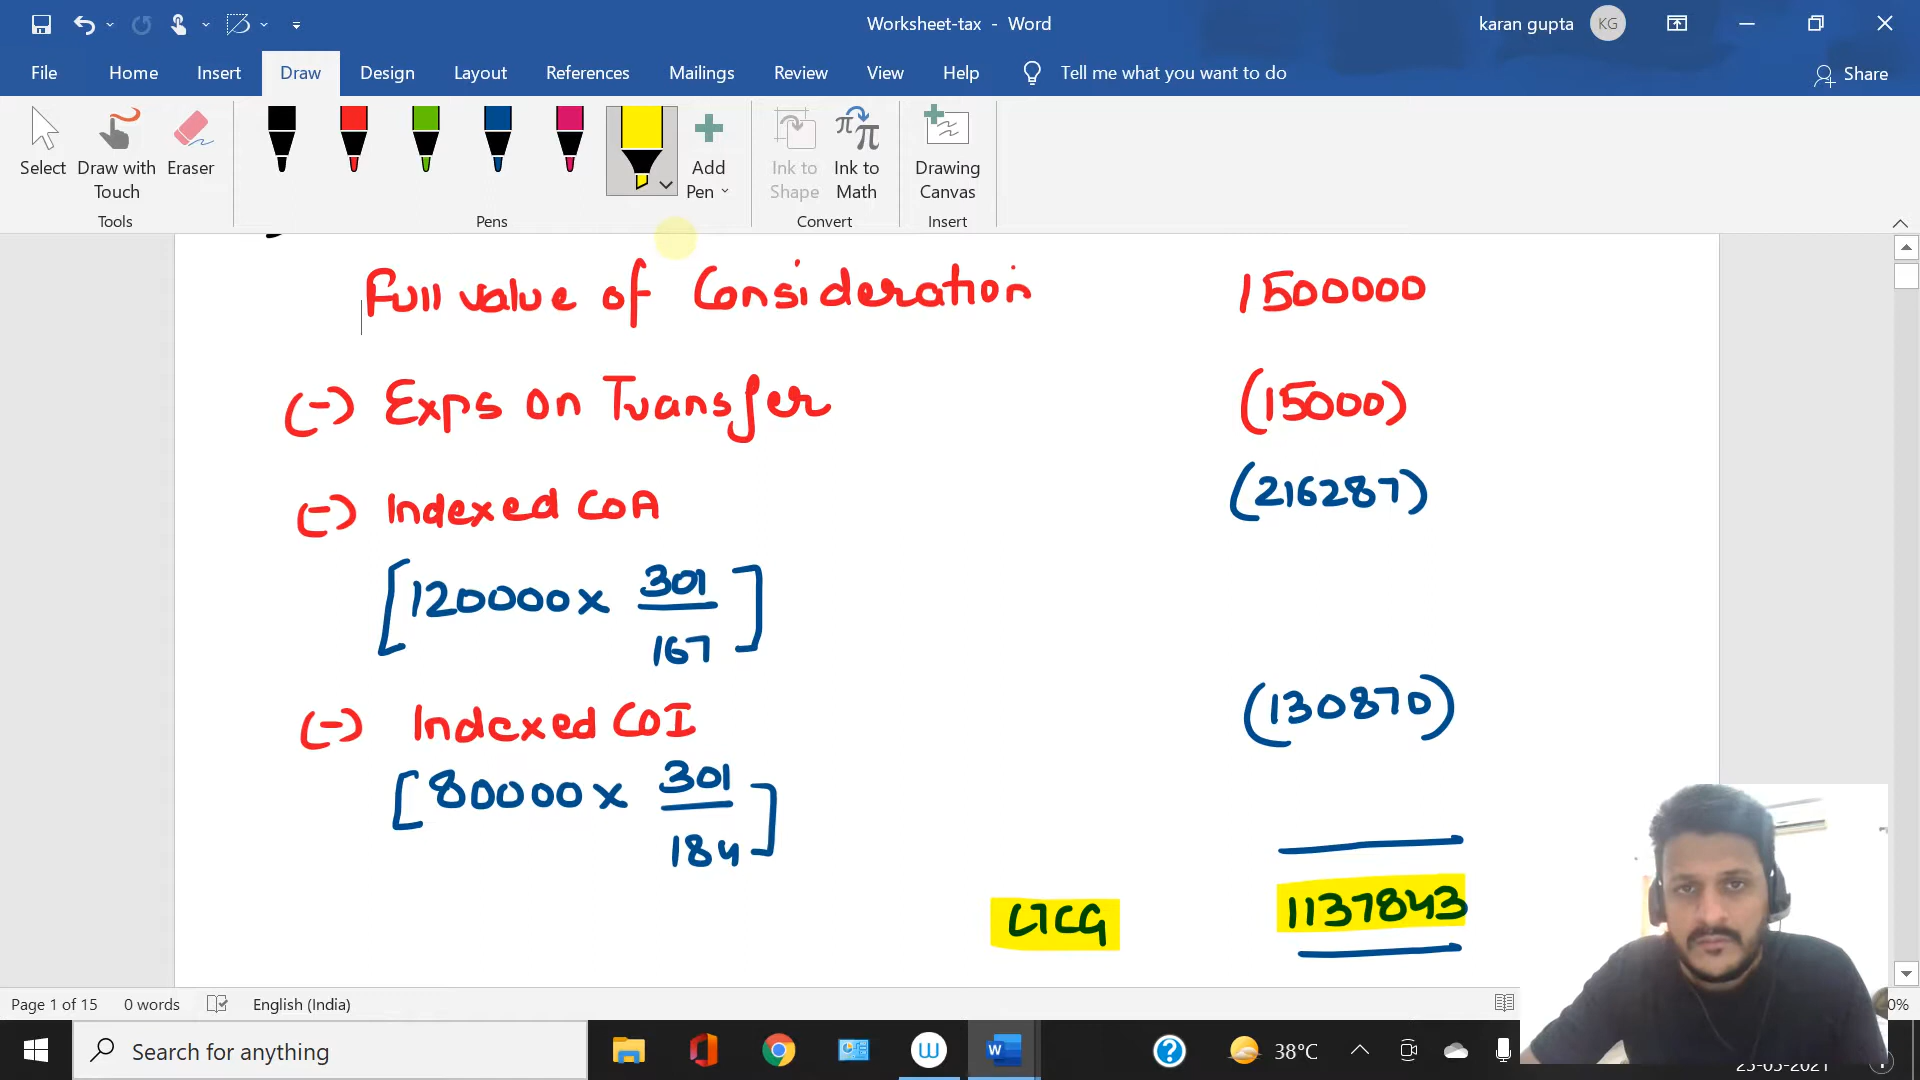 Worksheet-tax - Word
karan gupta KG
File Home Insert Draw Design Layout References Mailings Review View Help Tell me what you want to do Share
Select Draw with Touch Eraser Add Pen Ink to Shape Ink to Math Drawing Canvas
Tools Pens Convert Insert
Full value of Consideration 1500000
(-) Exps on Transfer (15000)
(-) Indexed COA (216287)
[120000 x 301/167]
(-) Indexed COI (130870)
[80000 x 301/184]
LTCG 1137843
Page 1 of 15 0 words English (India) 0%
Search for anything 38°C